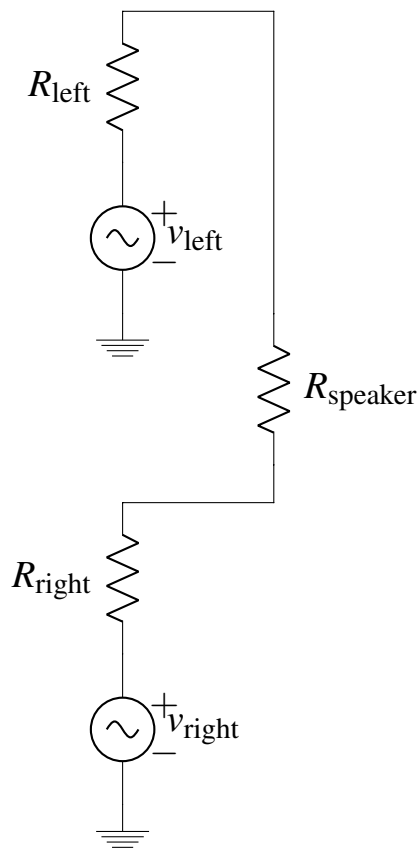 R_left
+
v_left
−
R_speaker
R_right
+
v_right
−